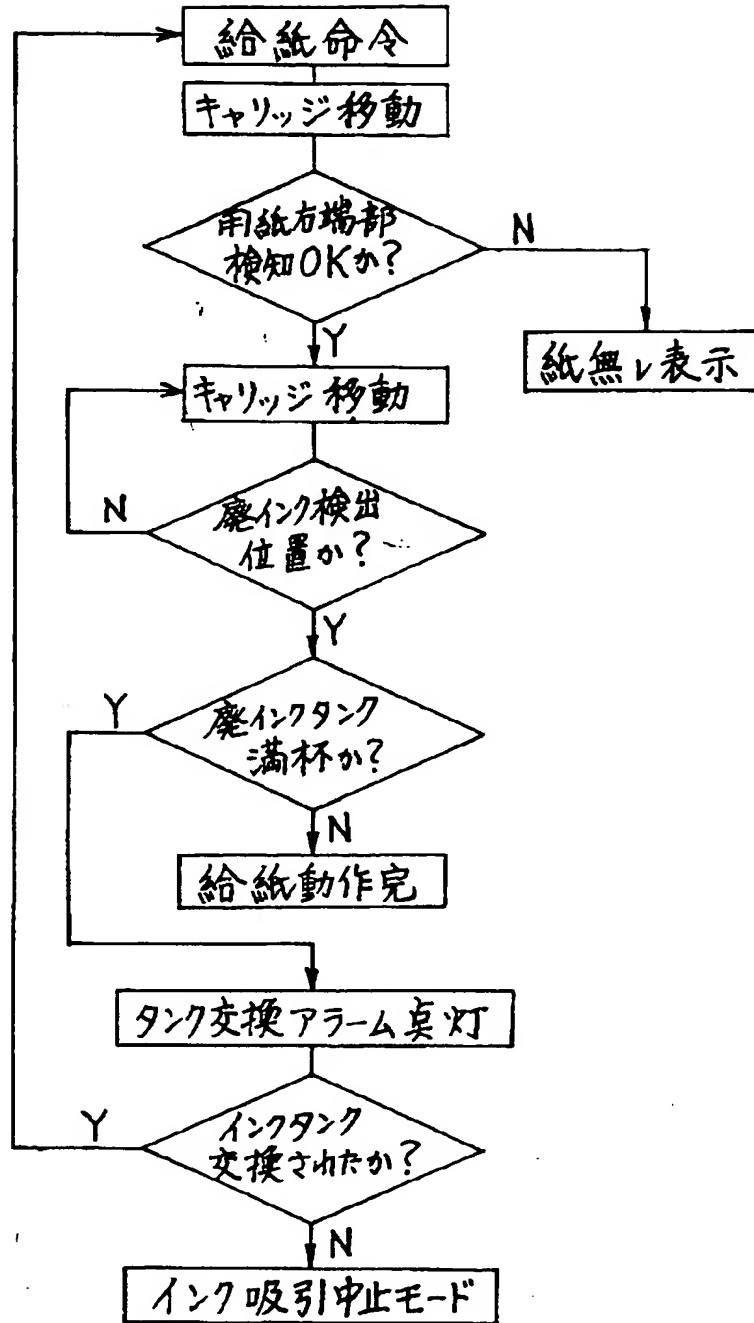 給紙命令
キャリッジ移動
用紙右端部
検知OKか?
N
Y
紙無し表示
キャリッジ移動
N
廃インク検出
位置か?
Y
Y
廃インクタンク
満杯か?
N
給紙動作完
タンク交換アラーム点灯
Y
インクタンク
交換されたか?
N
インク吸引中止モード